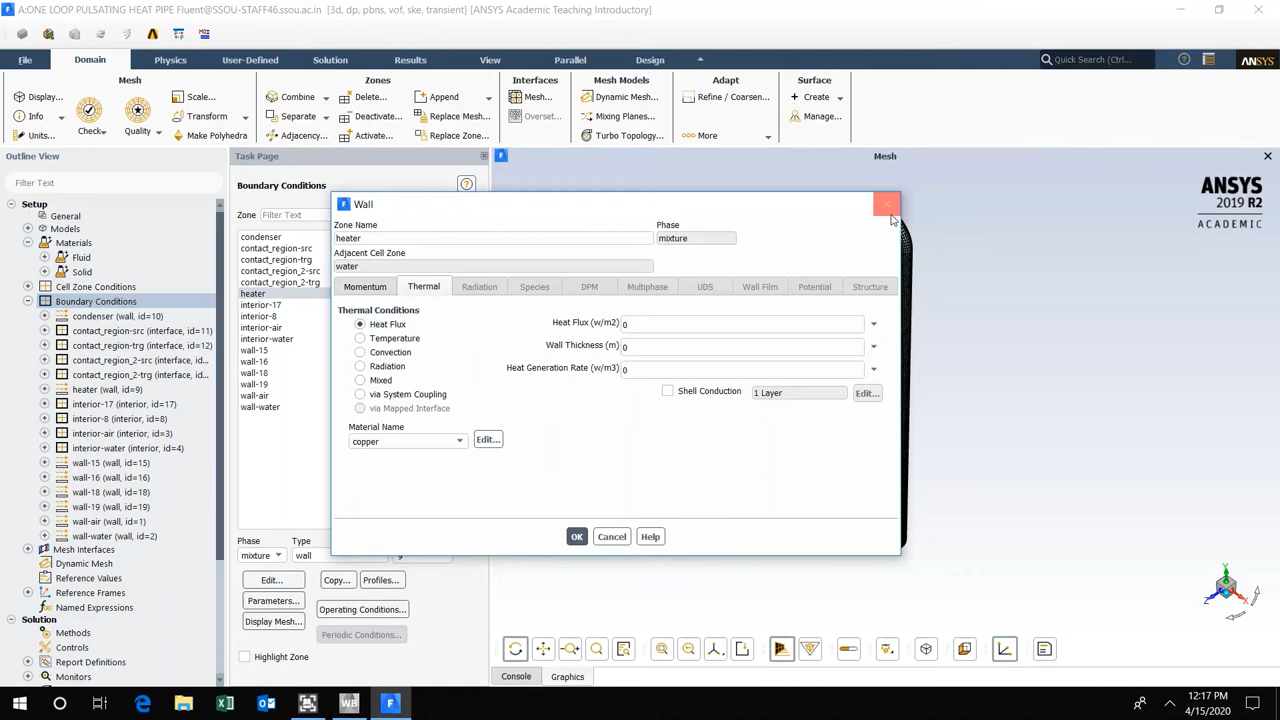 A:ONE LOOP PULSATING HEAT PIPE Fluent@SSOU-STAFF46.ssou.ac.in [3d, dp, pbns, vof, ske, transient] [ANSYS Academic Teaching Introductory]
File Domain Physics User-Defined Solution Results View Parallel Design Quick Search (Ctrl... ANSYS
Mesh Zones Interfaces Mesh Models Adapt Surface
Display... Scale... Combine Delete... Append Mesh... Dynamic Mesh... Refine / Coarsen... Create
Info Transform Separate Deactivate... Replace Mesh... Overset... Mixing Planes... Manage...
Units... Check Quality Make Polyhedra Adjacency... Activate... Replace Zone... Turbo Topology... More
Outline View
Filter Text
Setup
General
Models
Materials
Fluid
Solid
Cell Zone Conditions
Boundary Conditions
condenser (wall, id=10)
contact_region-src (interface, id=11)
contact_region-trg (interface, id=
contact_region_2-src (interface, id=
contact_region_2-trg (interface, id=
heater (wall, id=9)
interior-17 (interior, id=13)
interior-8 (interior, id=8)
interior-air (interior, id=3)
interior-water (interior, id=4)
wall-15 (wall, id=15)
wall-16 (wall, id=16)
wall-18 (wall, id=18)
wall-19 (wall, id=19)
wall-air (wall, id=1)
wall-water (wall, id=2)
Mesh Interfaces
Dynamic Mesh
Reference Values
Reference Frames
Named Expressions
Solution
Methods
Controls
Report Definitions
Monitors
Task Page
Boundary Conditions
Zone Filter Text
condenser
contact_region-src
contact_region-trg
contact_region_2-src
contact_region_2-trg
heater
interior-17
interior-8
interior-air
interior-water
wall-15
wall-16
wall-18
wall-19
wall-air
wall-water
Phase Type
mixture wall 9
Edit... Copy... Profiles...
Parameters... Operating Conditions...
Display Mesh... Periodic Conditions...
Highlight Zone
Wall
Zone Name Phase
heater mixture
Adjacent Cell Zone
water
Momentum Thermal Radiation Species DPM Multiphase UDS Wall Film Potential Structure
Thermal Conditions
Heat Flux
Temperature
Convection
Radiation
Mixed
via System Coupling
via Mapped Interface
Material Name
copper Edit...
Heat Flux (w/m2) 0
Wall Thickness (m) 0
Heat Generation Rate (w/m3) 0
Shell Conduction 1 Layer Edit...
OK Cancel Help
Mesh
ANSYS
2019 R2
ACADEMIC
Y
Z X
Console Graphics
12:17 PM
4/15/2020